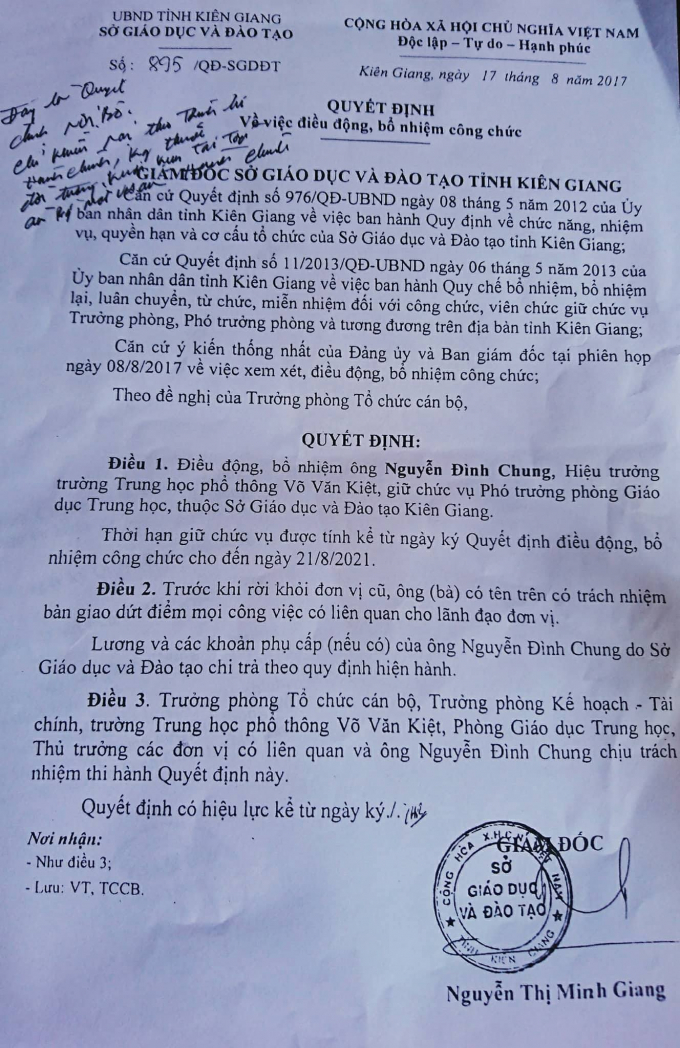 UBND TỈNH KIÊN GIANG
SỞ GIÁO DỤC VÀ ĐÀO TẠO
CỘNG HÒA XÃ HỘI CHỦ NGHĨA VIỆT NAM
Độc lập – Tự do – Hạnh phúc
Số: 895 /QĐ-SGDĐT
Kiên Giang, ngày 17 tháng 8 năm 2017
Đây là Quyết
QUYẾT ĐỊNH
Về việc điều động, bổ nhiệm công chức
GIÁM ĐỐC SỞ GIÁO DỤC VÀ ĐÀO TẠO TỈNH KIÊN GIANG
Căn cứ Quyết định số 976/QĐ-UBND ngày 08 tháng 5 năm 2012 của Ủy
ban nhân dân tỉnh Kiên Giang về việc ban hành Quy định về chức năng, nhiệm
vụ, quyền hạn và cơ cấu tổ chức của Sở Giáo dục và Đào tạo tỉnh Kiên Giang;
Căn cứ Quyết định số 11/2013/QĐ-UBND ngày 06 tháng 5 năm 2013 của
Ủy ban nhân dân tỉnh Kiên Giang về việc ban hành Quy chế bổ nhiệm, bổ nhiệm
lại, luân chuyển, từ chức, miễn nhiệm đối với công chức, viên chức giữ chức vụ
Trưởng phòng, Phó trưởng phòng và tương đương trên địa bàn tỉnh Kiên Giang;
Căn cứ ý kiến thống nhất của Đảng ủy và Ban giám đốc tại phiên họp
ngày 08/8/2017 về việc xem xét, điều động, bổ nhiệm công chức;
Theo đề nghị của Trưởng phòng Tổ chức cán bộ,
QUYẾT ĐỊNH:
Điều 1. Điều động, bổ nhiệm ông Nguyễn Đình Chung, Hiệu trưởng
trường Trung học phổ thông Võ Văn Kiệt, giữ chức vụ Phó trưởng phòng Giáo
dục Trung học, thuộc Sở Giáo dục và Đào tạo Kiên Giang.
Thời hạn giữ chức vụ được tính kể từ ngày ký Quyết định điều động, bổ
nhiệm công chức cho đến ngày 21/8/2021.
Điều 2. Trước khi rời khỏi đơn vị cũ, ông (bà) có tên trên có trách nhiệm
bàn giao dứt điểm mọi công việc có liên quan cho lãnh đạo đơn vị.
Lương và các khoản phụ cấp (nếu có) của ông Nguyễn Đình Chung do Sở
Giáo dục và Đào tạo chi trả theo quy định hiện hành.
Điều 3. Trưởng phòng Tổ chức cán bộ, Trưởng phòng Kế hoạch - Tài
chính, trường Trung học phổ thông Võ Văn Kiệt, Phòng Giáo dục Trung học,
Thủ trưởng các đơn vị có liên quan và ông Nguyễn Đình Chung chịu trách
nhiệm thi hành Quyết định này.
Quyết định có hiệu lực kể từ ngày ký./.
Nơi nhận:
- Như điều 3;
- Lưu: VT, TCCB.
GIÁM ĐỐC
CỘNG HÒA X.H.C.N VIỆT NAM
SỞ
GIÁO DỤC
VÀ ĐÀO TẠO
TỈNH KIÊN GIANG
Nguyễn Thị Minh Giang